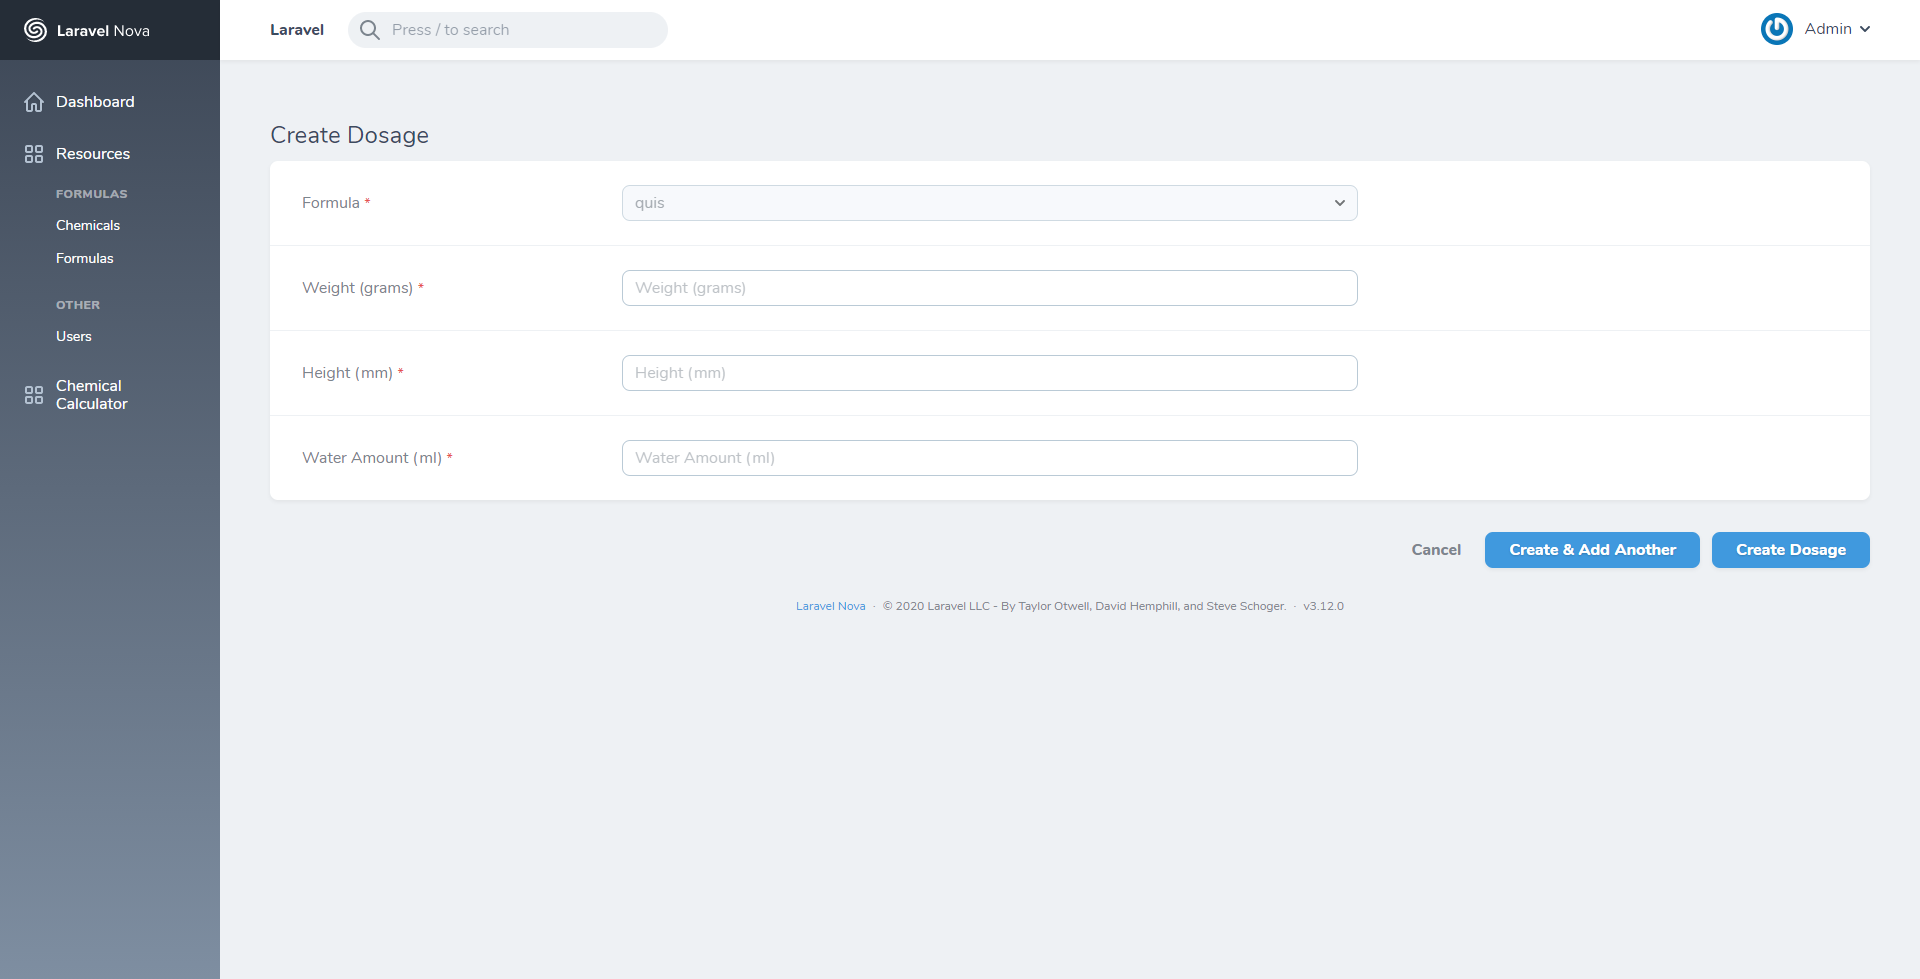 Laravel Nova
Laravel
Press / to search
Admin
Dashboard
Resources
FORMULAS
Chemicals
Formulas
OTHER
Users
Chemical
Calculator
Create Dosage
Formula *
quis
Weight (grams) *
Weight (grams)
Height (mm) *
Height (mm)
Water Amount (ml) *
Water Amount (ml)
Cancel
Create & Add Another
Create Dosage
Laravel Nova · © 2020 Laravel LLC - By Taylor Otwell, David Hemphill, and Steve Schoger. · v3.12.0